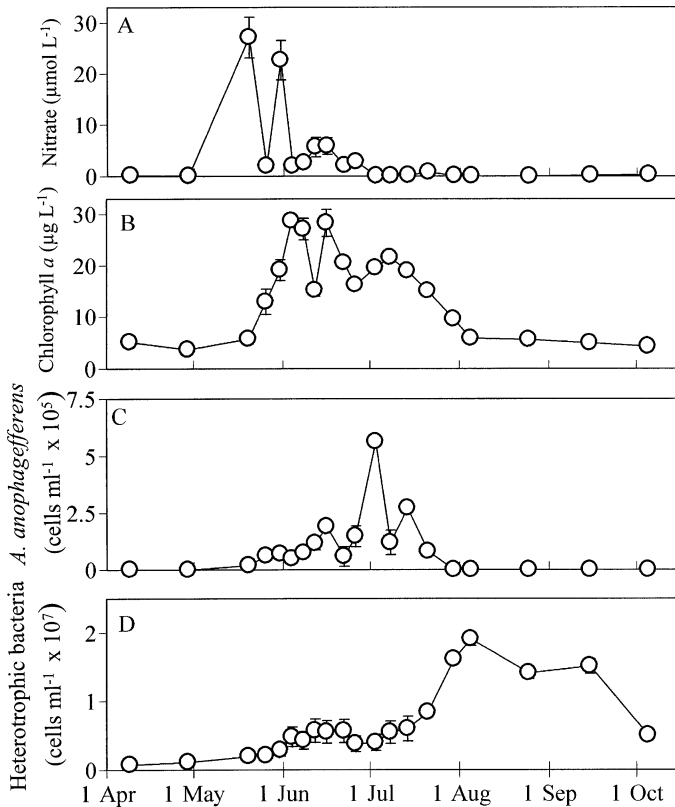 A
Nitrate (µmol L-1)
30
20
10
0
B
Chlorophyll a (µg L-1)
30
20
10
0
C
A. anophagefferens
(cells ml-1 x 10⁵)
7.5
5
2.5
0
D
Heterotrophic bacteria
(cells ml-1 x 10⁷)
2
1
0
1 Apr 1 May 1 Jun 1 Jul 1 Aug 1 Sep 1 Oct